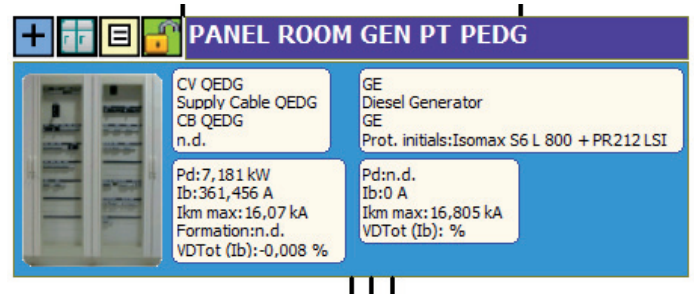 PANEL ROOM GEN PT PEDG
CV QEDG
Supply Cable QEDG
CB QEDG
n.d.
GE
Diesel Generator
GE
Prot. initials:Isomax S6 L 800 + PR212 LSI
Pd:7,181 kW
Ib:361,456 A
Ikm max:16,07 kA
Formation:n.d.
VDTot (Ib):-0,008 %
Pd:n.d.
Ib:0 A
Ikm max:16,805 kA
VDTot (Ib): %